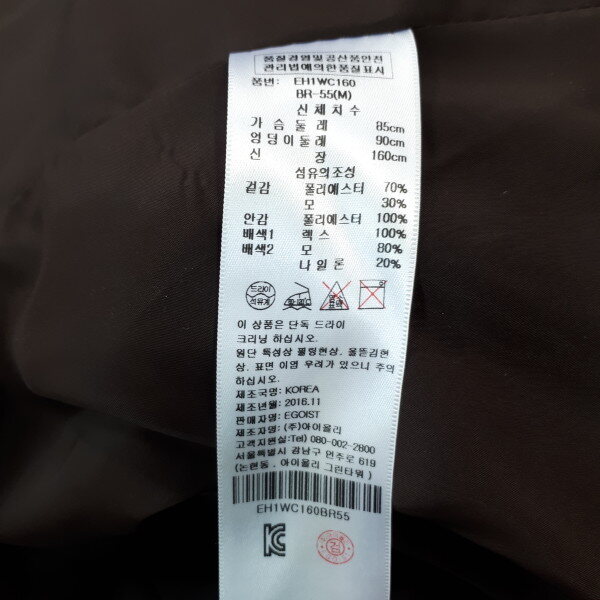 품질경영및공산품안전
관리법에의한품질표시
품번: EH1WC160
BR-55(M)
신체치수
가슴둘레 85cm
엉덩이둘레 90cm
신장 160cm
섬유의조성
겉감 폴리에스터 70%
모 30%
안감 폴리에스터 100%
배색1 렉스 100%
배색2 모 80%
나일론 20%
드라이
석유계
이 상품은 단독 드라이
크리닝 하십시오.
원단 특성상 필링현상, 올뜯김현
상, 표면 이염 우려가 있으니 주의
하십시오.
제조국명: KOREA
제조년월: 2016.11
판매자명: EGOIST
제조자명: (주)아이올리
고객지원실:Tel) 080-002-2800
서울특별시 강남구 언주로 619
(논현동, 아이올리 그린타워)
EH1WC160BR55